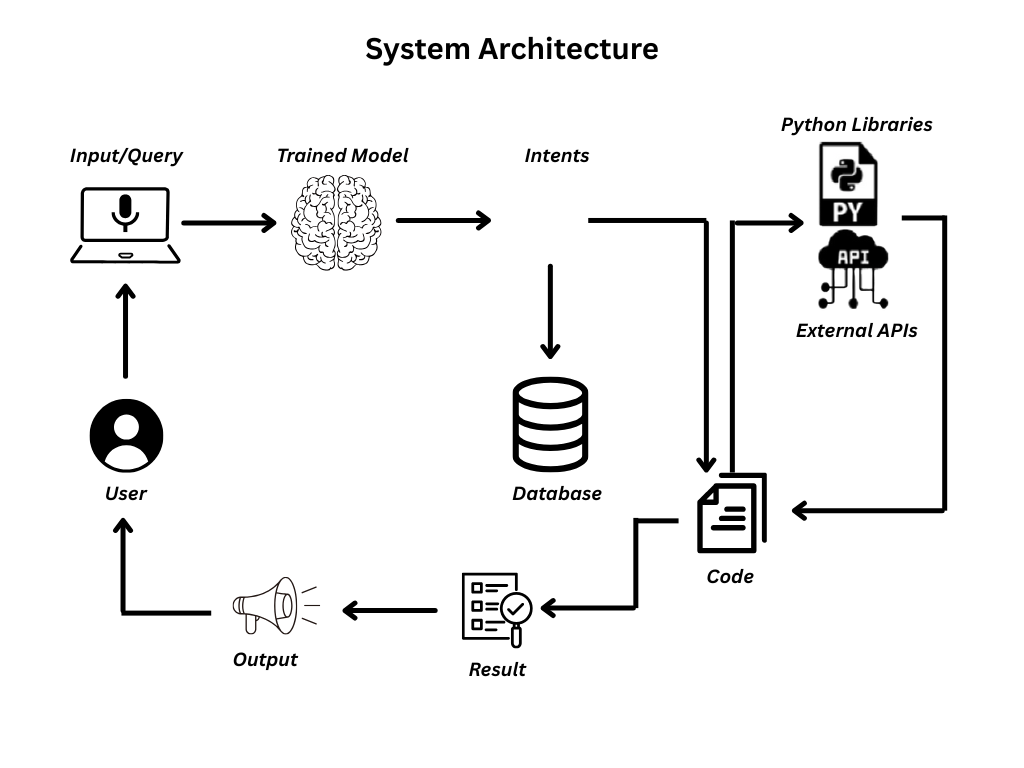 System Architecture
Python Libraries
Input/Query
Trained Model
Intents
PY
API
External APIs
User
Database
Code
Output
Result